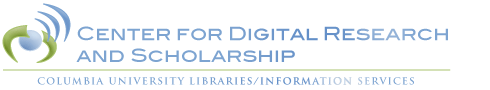 Center for Digital Research
and Scholarship
COLUMBIA UNIVERSITY LIBRARIES/INFORMATION SERVICES